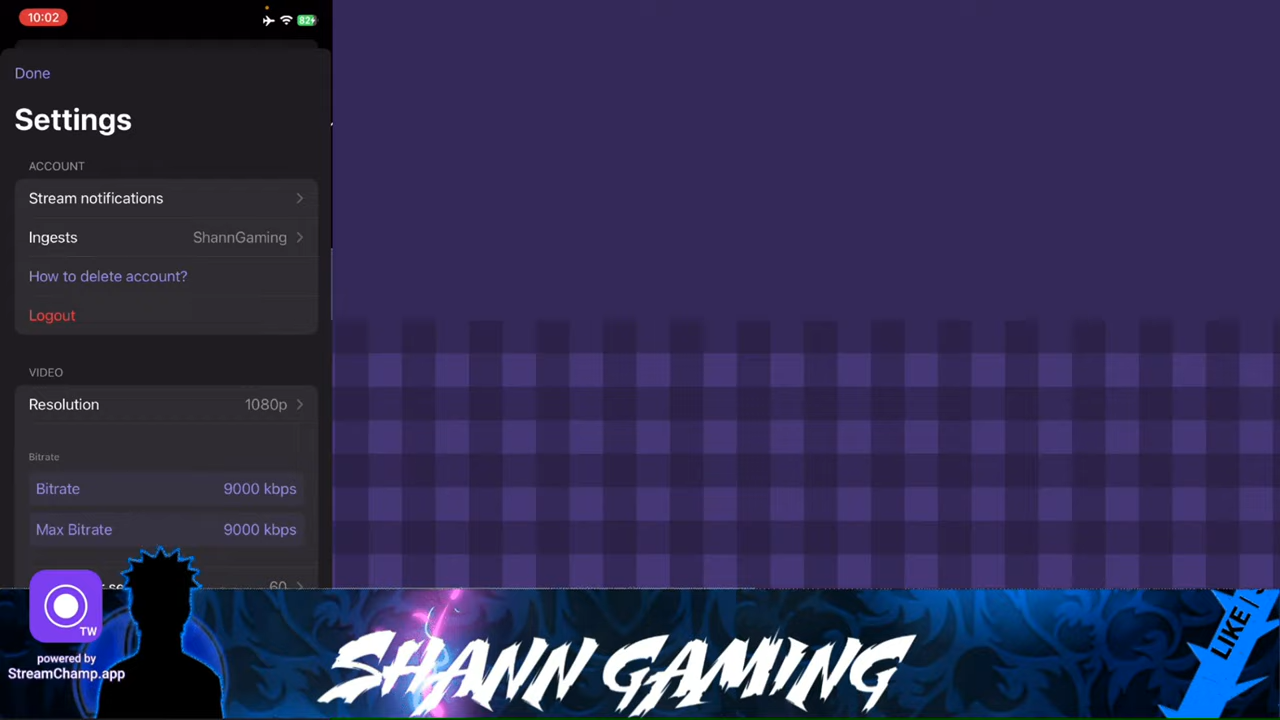 10:02
82
Done
Settings
ACCOUNT
Stream notifications
Ingests ShannGaming
How to delete account?
Logout
VIDEO
Resolution 1080p
Bitrate
Bitrate 9000 kbps
Max Bitrate 9000 kbps
60
TW
powered by
StreamChamp.app
SHANN GAMING
LIKE |